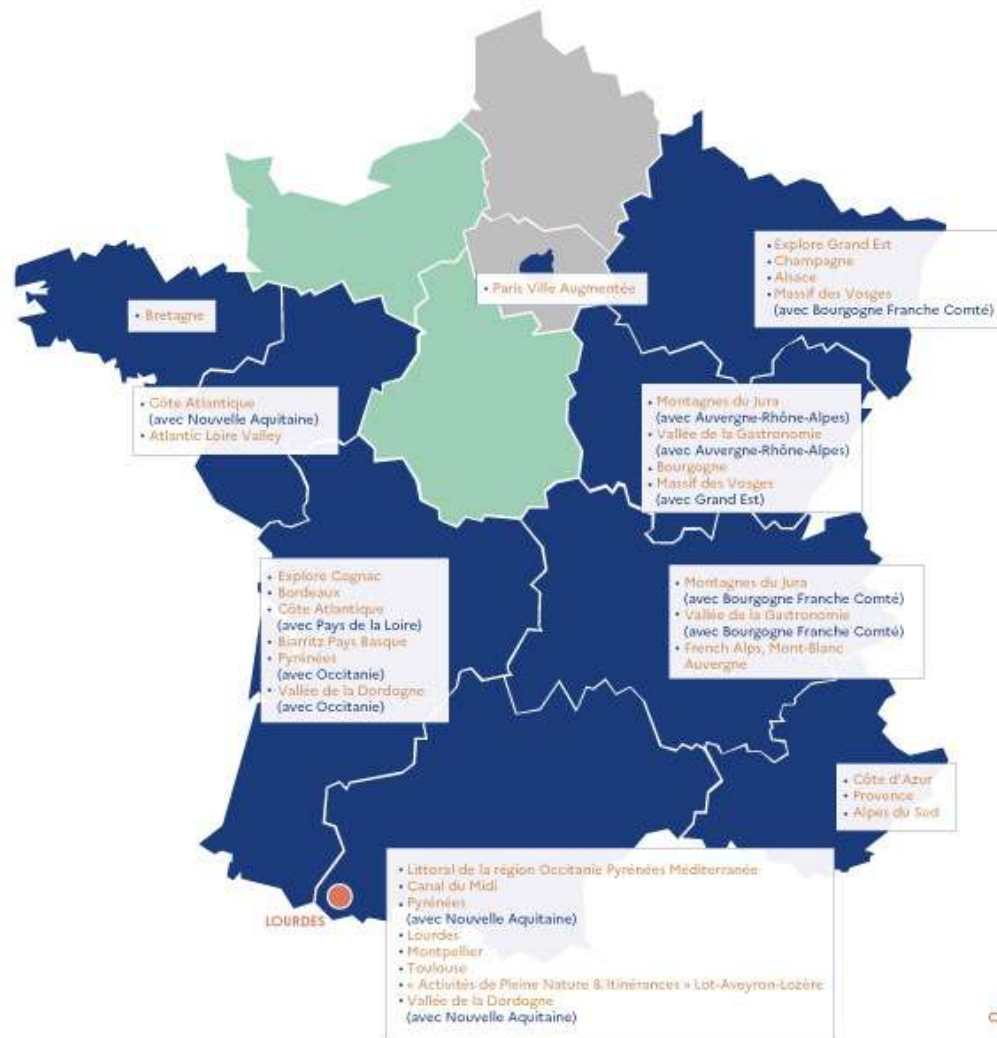 • Explore Grand Est
• Champagne
• Alsace
• Massif des Vosges
(avec Bourgogne Franche Comté)
• Paris Ville Augmentée
• Bretagne
• Côte Atlantique
(avec Nouvelle Aquitaine)
• Atlantic Loire Valley
• Montagnes du Jura
(avec Auvergne-Rhône-Alpes)
• Vallée de la Gastronomie
(avec Auvergne-Rhône-Alpes)
• Bourgogne
• Massif des Vosges
(avec Grand Est)
• Explore Cognac
• Bordeaux
• Côte Atlantique
(avec Pays de la Loire)
• Biarritz Pays Basque
• Pyrénées
(avec Occitanie)
• Vallée de la Dordogne
(avec Occitanie)
• Montagnes du Jura
(avec Bourgogne Franche Comté)
• Vallée de la Gastronomie
(avec Bourgogne Franche Comté)
• French Alps, Mont-Blanc
Auvergne
• Côte d'Azur
• Provence
• Alpes du Sud
• Littoral de la région Occitanie Pyrénées Méditerranée
• Canal du Midi
• Pyrénées
(avec Nouvelle Aquitaine)
• Lourdes
• Montpellier
• Toulouse
• « Activités de Pleine Nature & Itinérances » Lot-Aveyron-Lozère
• Vallée de la Dordogne
(avec Nouvelle Aquitaine)
LOURDES